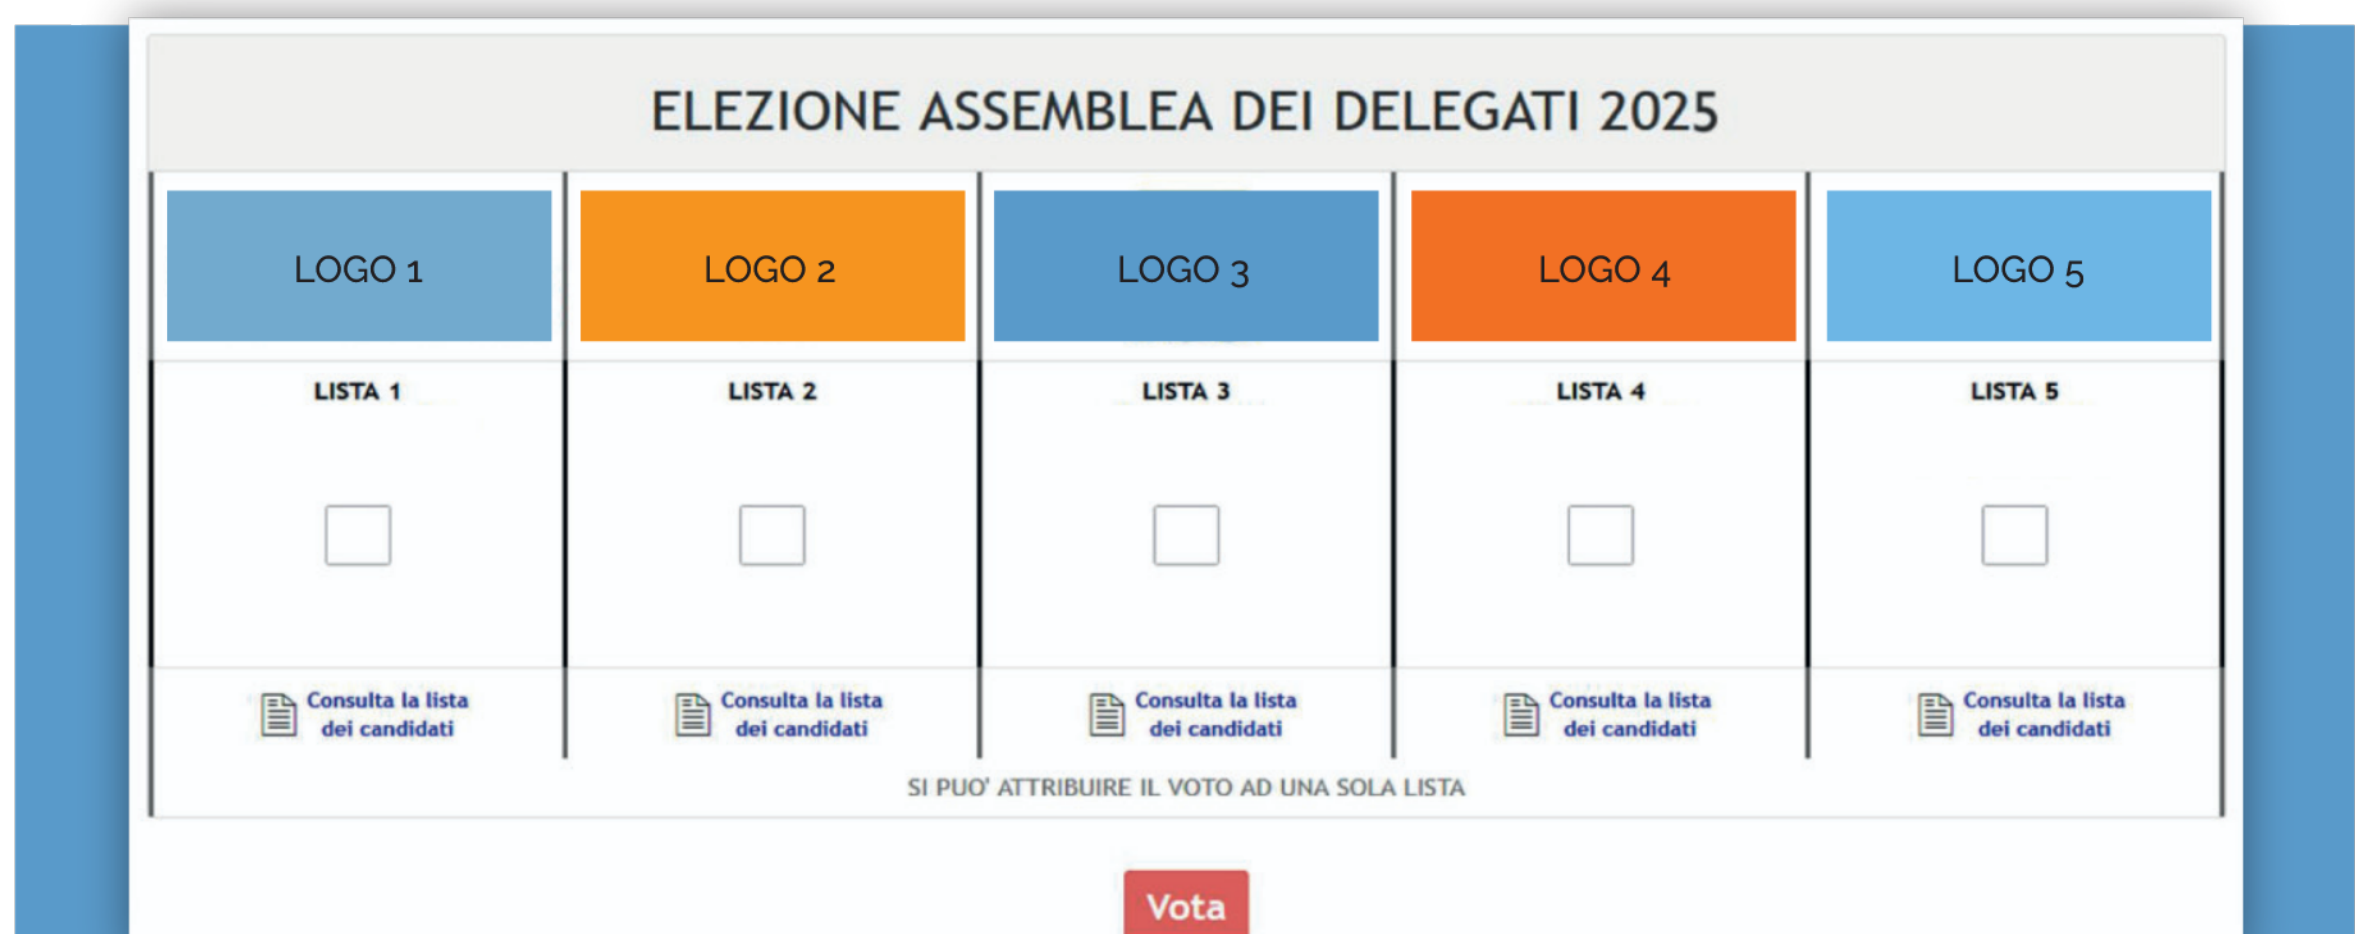 ELEZIONE ASSEMBLEA DEI DELEGATI 2025
LOGO 1
LOGO 2
LOGO 3
LOGO 4
LOGO 5
LISTA 1
LISTA 2
LISTA 3
LISTA 4
LISTA 5
Consulta la lista
dei candidati
Consulta la lista
dei candidati
Consulta la lista
dei candidati
Consulta la lista
dei candidati
Consulta la lista
dei candidati
SI PUO' ATTRIBUIRE IL VOTO AD UNA SOLA LISTA
Vota